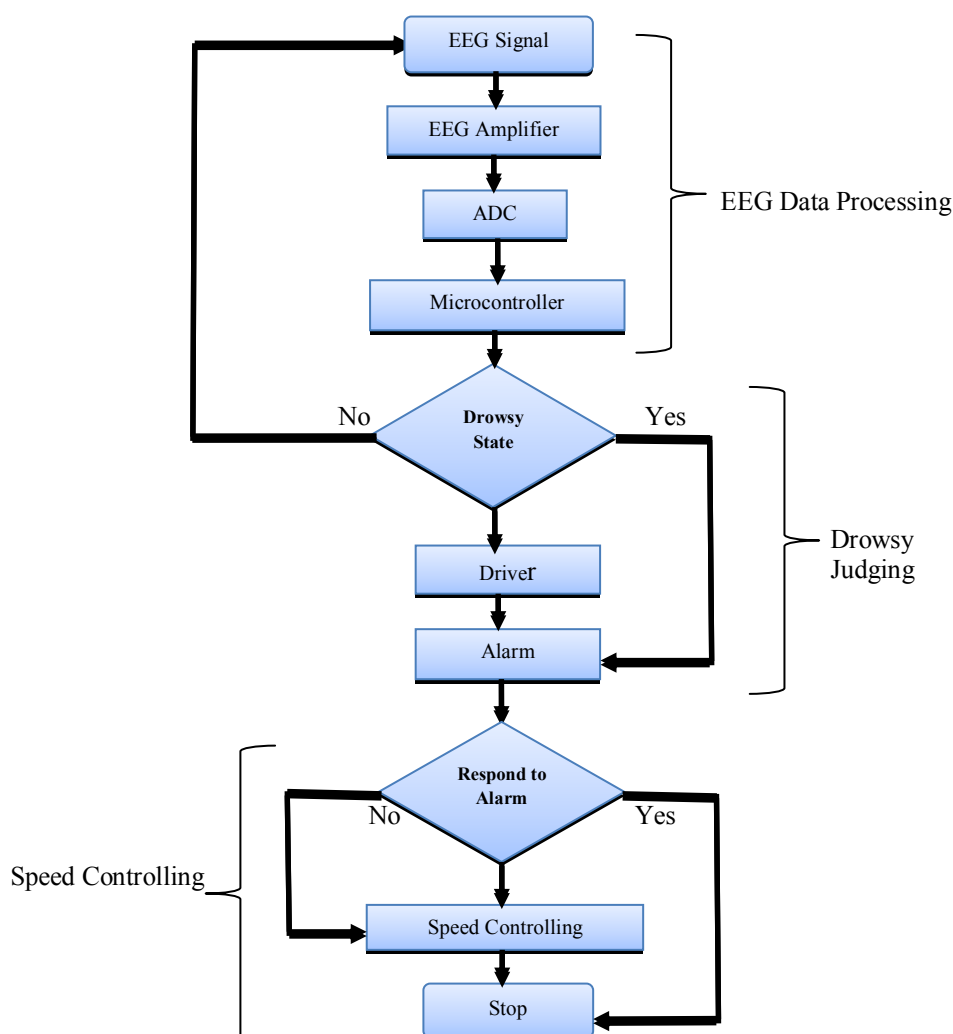 EEG Signal
EEG Amplifier
ADC
EEG Data Processing
Microcontroller
No
Drowsy
State
Yes
Driver
Drowsy
Judging
Alarm
Respond to
Alarm
No
Yes
Speed Controlling
Speed Controlling
Stop